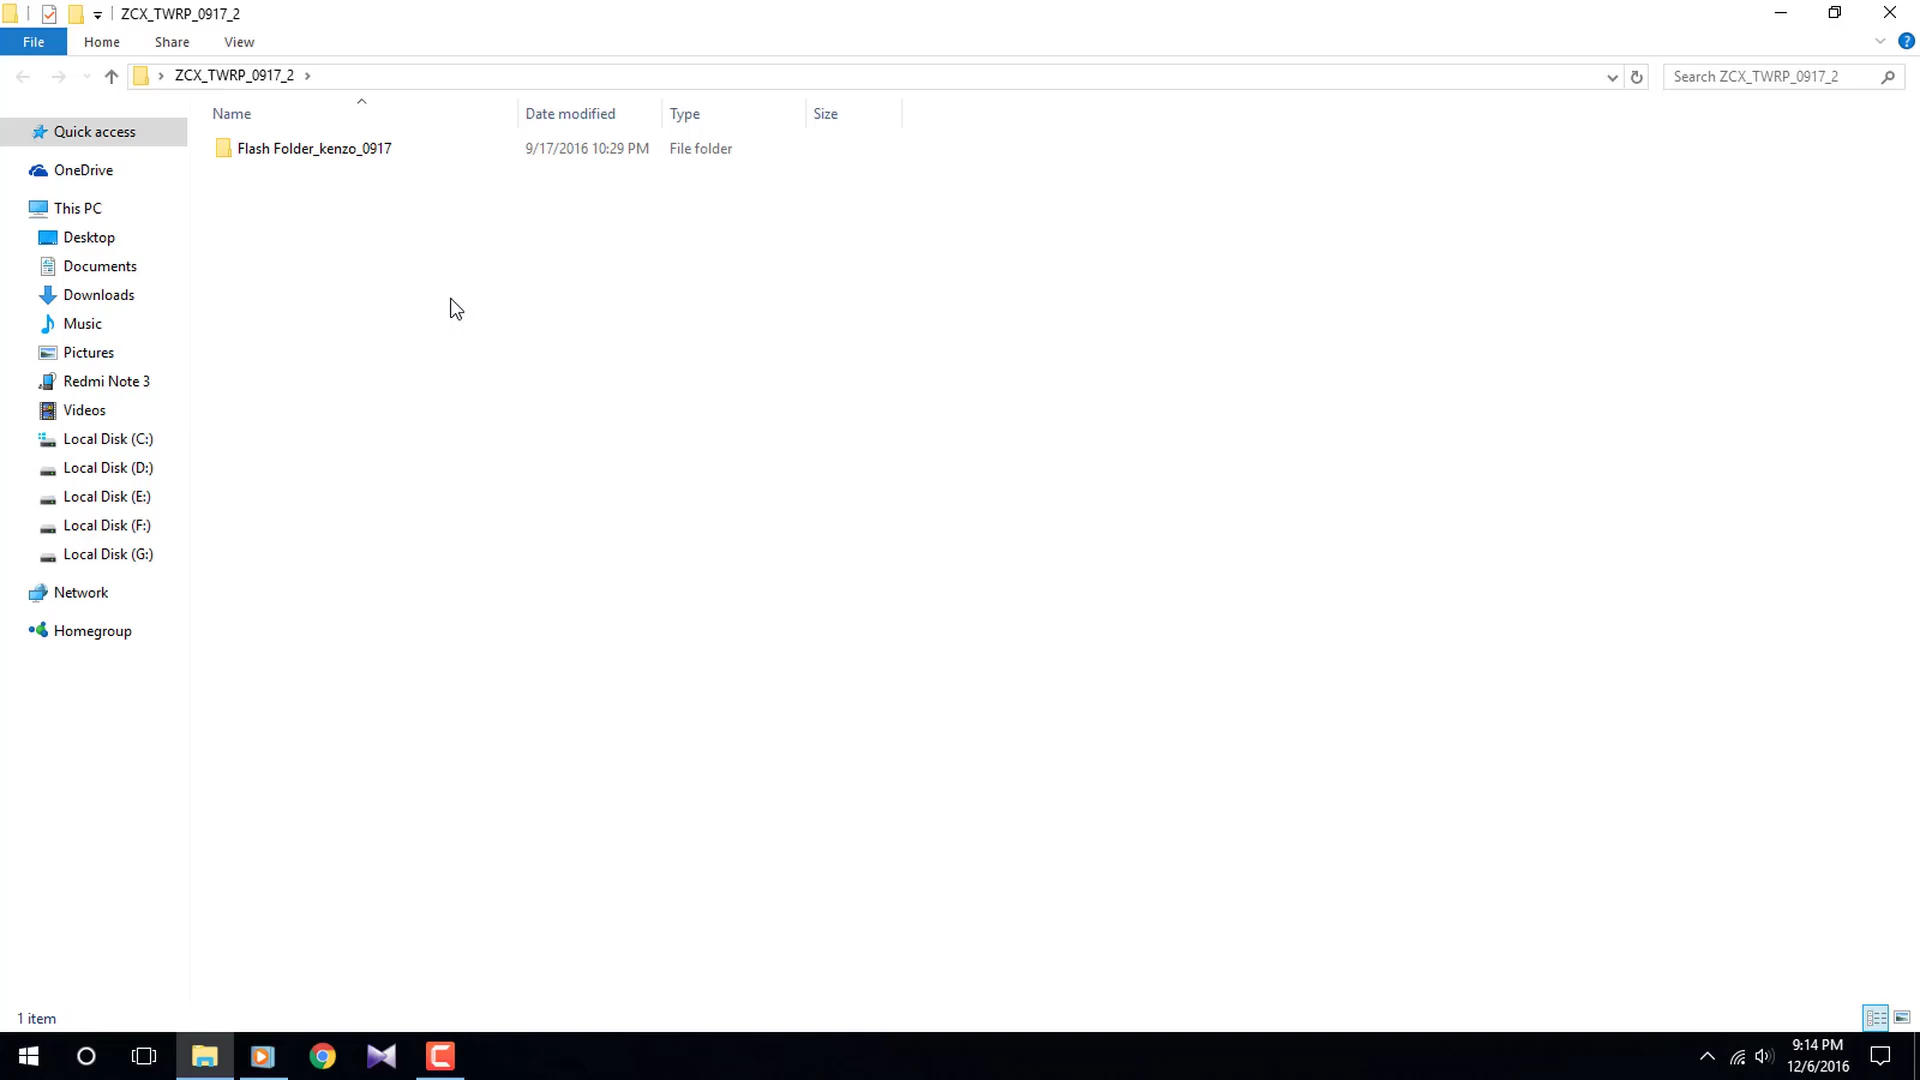 ZCX_TWRP_0917_2
File Home Share View
ZCX_TWRP_0917_2
Search ZCX_TWRP_0917_2
Name Date modified Type Size
Flash Folder_kenzo_0917 9/17/2016 10:29 PM File folder
Quick access
OneDrive
This PC
Desktop
Documents
Downloads
Music
Pictures
Redmi Note 3
Videos
Local Disk (C:)
Local Disk (D:)
Local Disk (E:)
Local Disk (F:)
Local Disk (G:)
Network
Homegroup
1 item
9:14 PM
12/6/2016